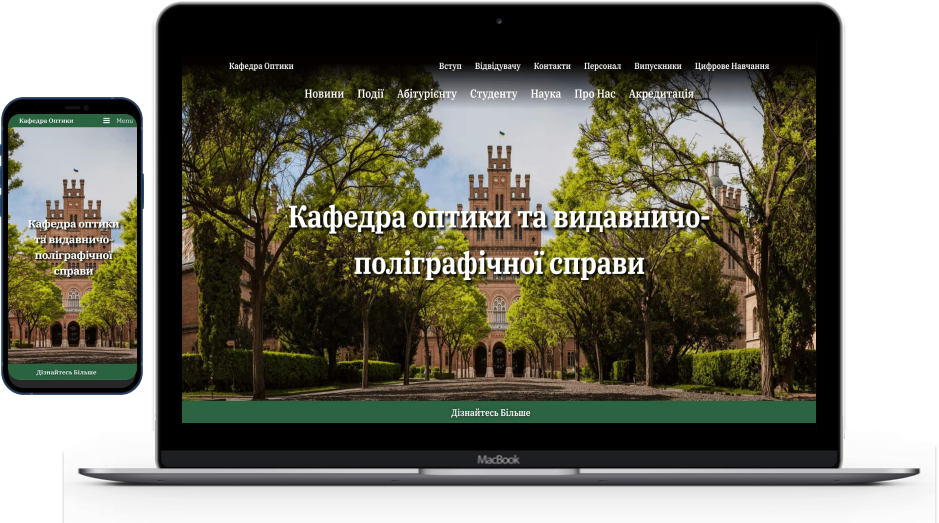 Кафедра Оптики
Вступ Відвідувачу Контакти Персонал Випускники Цифрове Навчання
Новини Події Абітурієнту Студенту Наука Про Нас Акредитація
Кафедра оптики та видавничо-
поліграфічної справи
Дізнайтесь Більше
MacBook
Кафедра Оптики
Menu
Кафедра оптики
та видавничо-
поліграфічної
справи
Дізнайтесь Більше